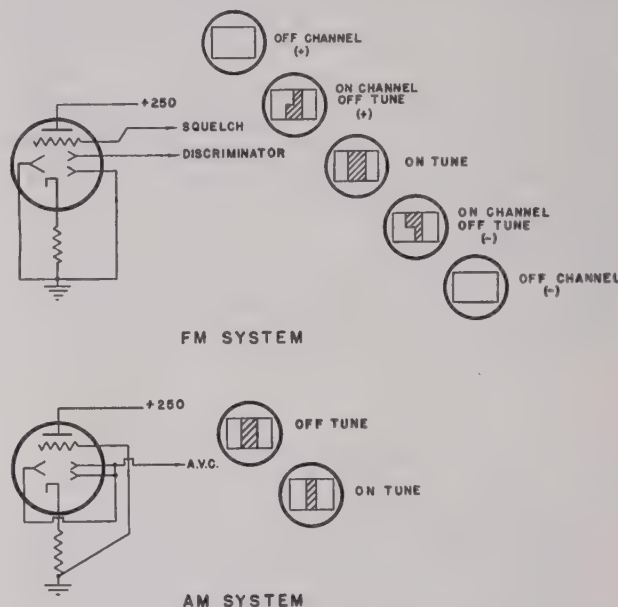 OFF CHANNEL
(+)
+250
ON CHANNEL
OFF TUNE
(+)
SQUELCH
DISCRIMINATOR
ON TUNE
ON CHANNEL
OFF TUNE
(-)
OFF CHANNEL
(-)
FM SYSTEM
+250
OFF TUNE
A.V.C.
ON TUNE
AM SYSTEM